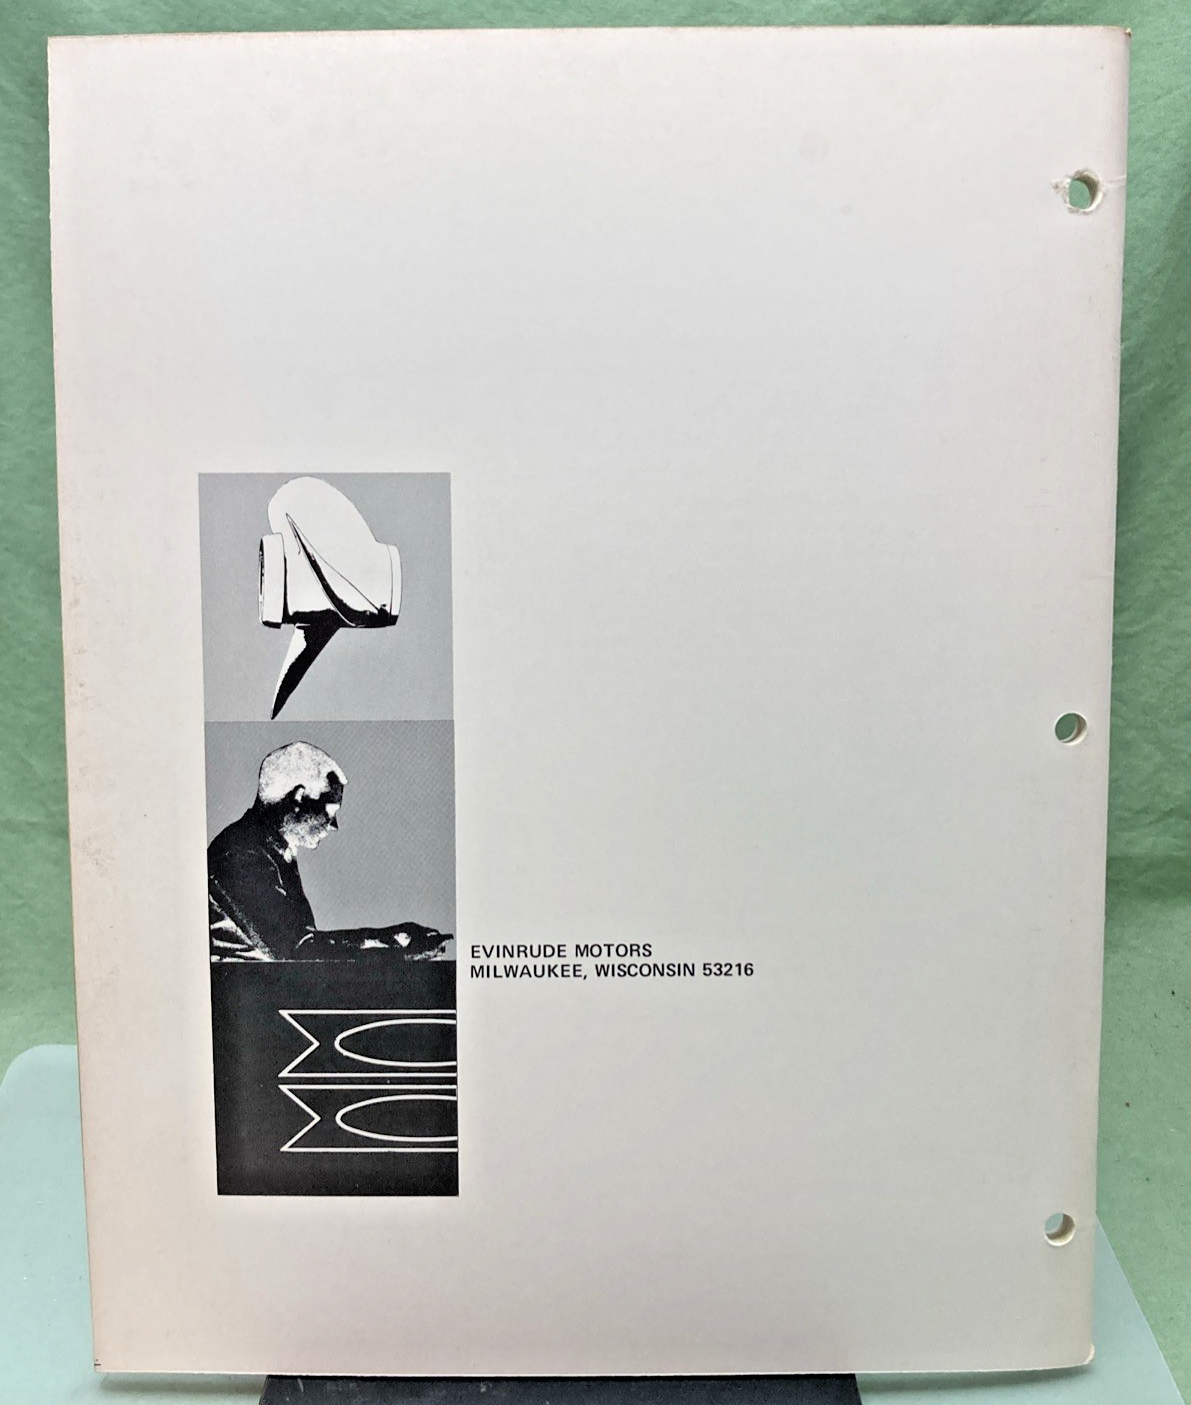 EVINRUDE MOTORS
MILWAUKEE, WISCONSIN 53216